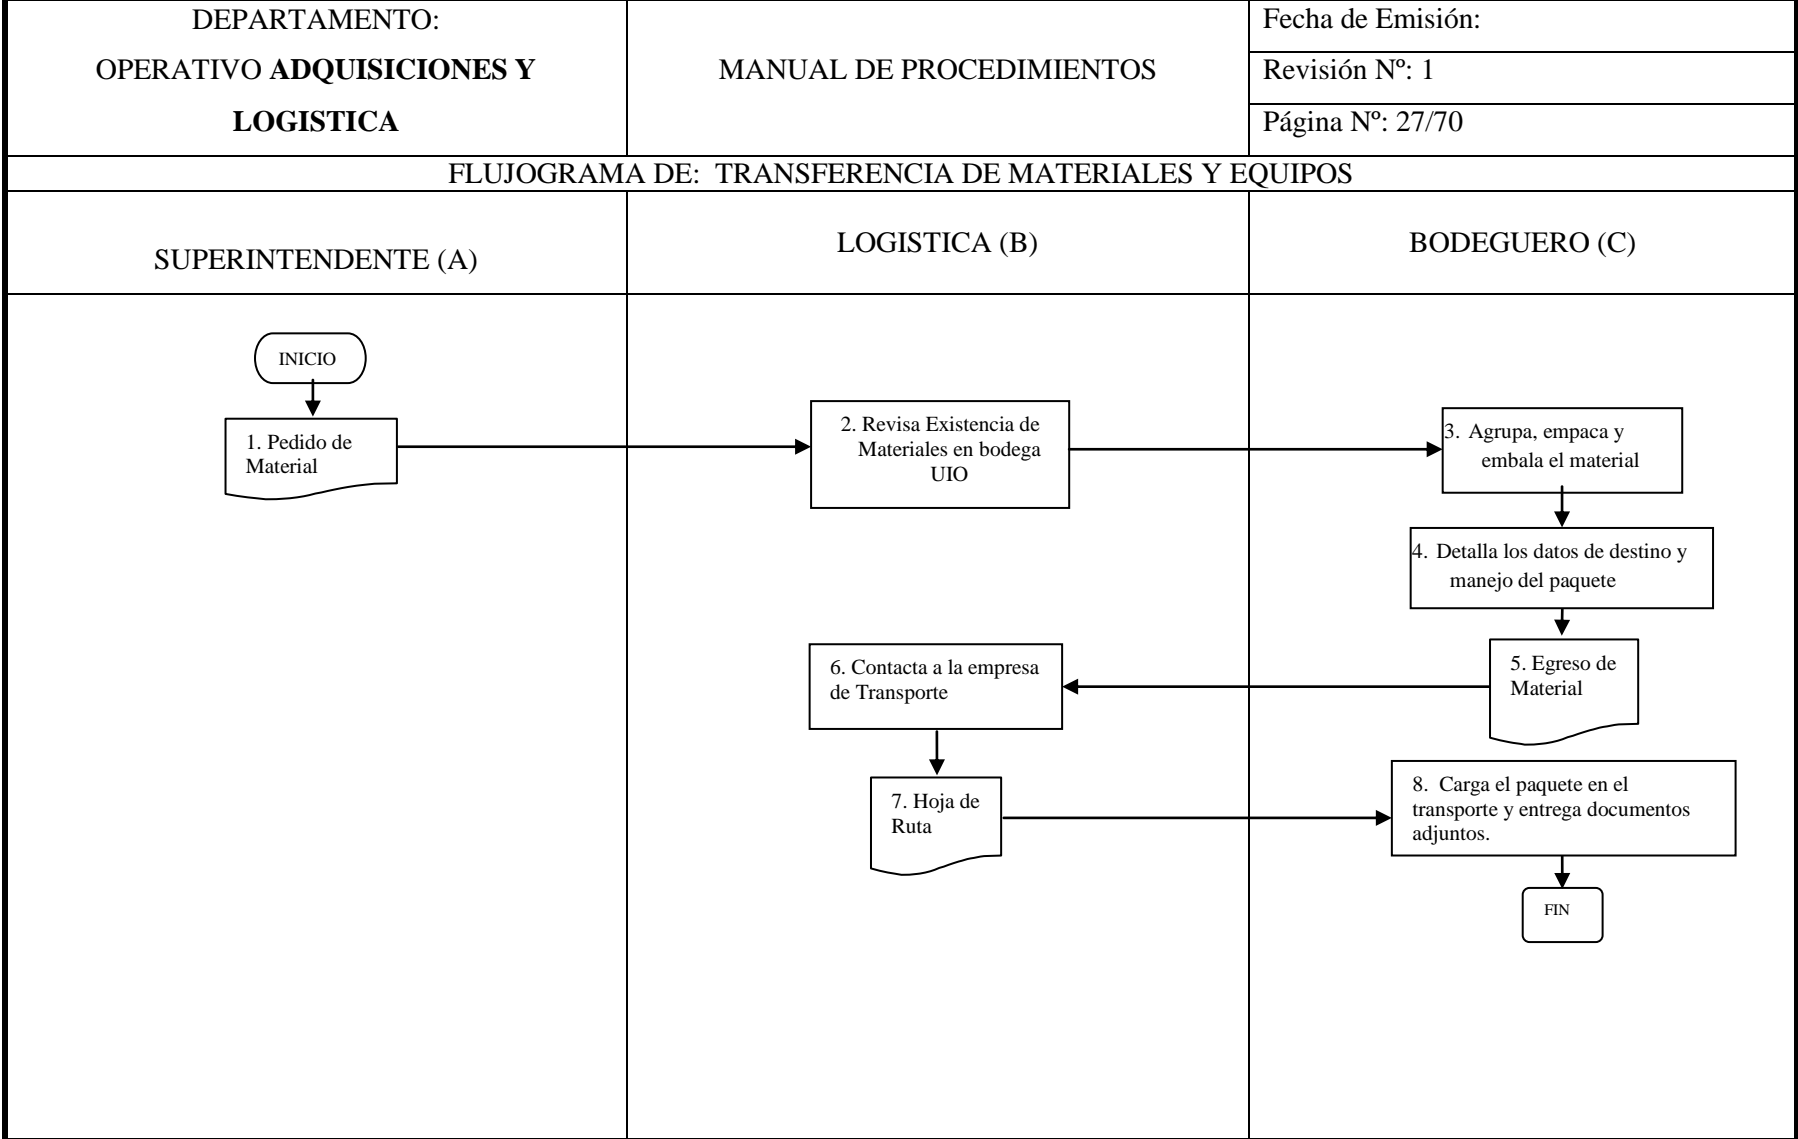 DEPARTAMENTO:
OPERATIVO ADQUISICIONES Y
LOGISTICA
MANUAL DE PROCEDIMIENTOS
Fecha de Emisión:
Revisión Nº: 1
Página Nº: 27/70
FLUJOGRAMA DE:  TRANSFERENCIA DE MATERIALES Y EQUIPOS
SUPERINTENDENTE (A)
LOGISTICA (B)
BODEGUERO (C)
INICIO
1. Pedido de
Material
2. Revisa Existencia de
Materiales en bodega
UIO
3. Agrupa, empaca y
embala el material
4. Detalla los datos de destino y
manejo del paquete
5. Egreso de
Material
6. Contacta a la empresa
de Transporte
7. Hoja de
Ruta
8. Carga el paquete en el
transporte y entrega documentos
adjuntos.
FIN